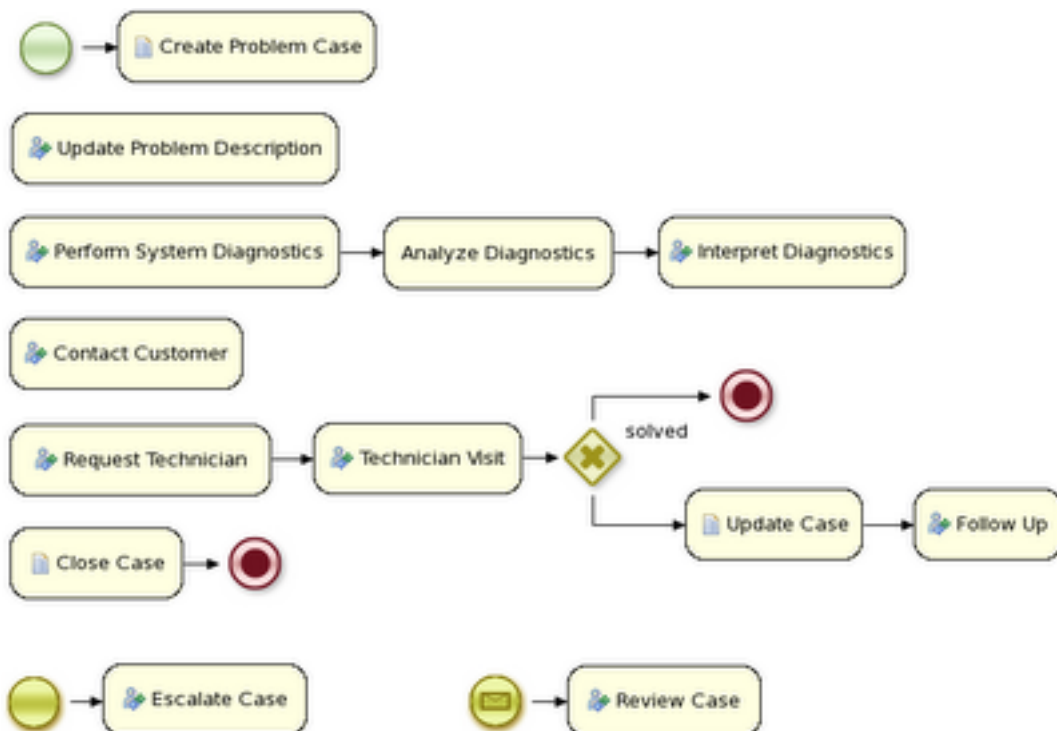 Create Problem Case
Update Problem Description
Perform System Diagnostics
Analyze Diagnostics
Interpret Diagnostics
Contact Customer
solved
Request Technician
Technician Visit
Update Case
Follow Up
Close Case
Escalate Case
Review Case